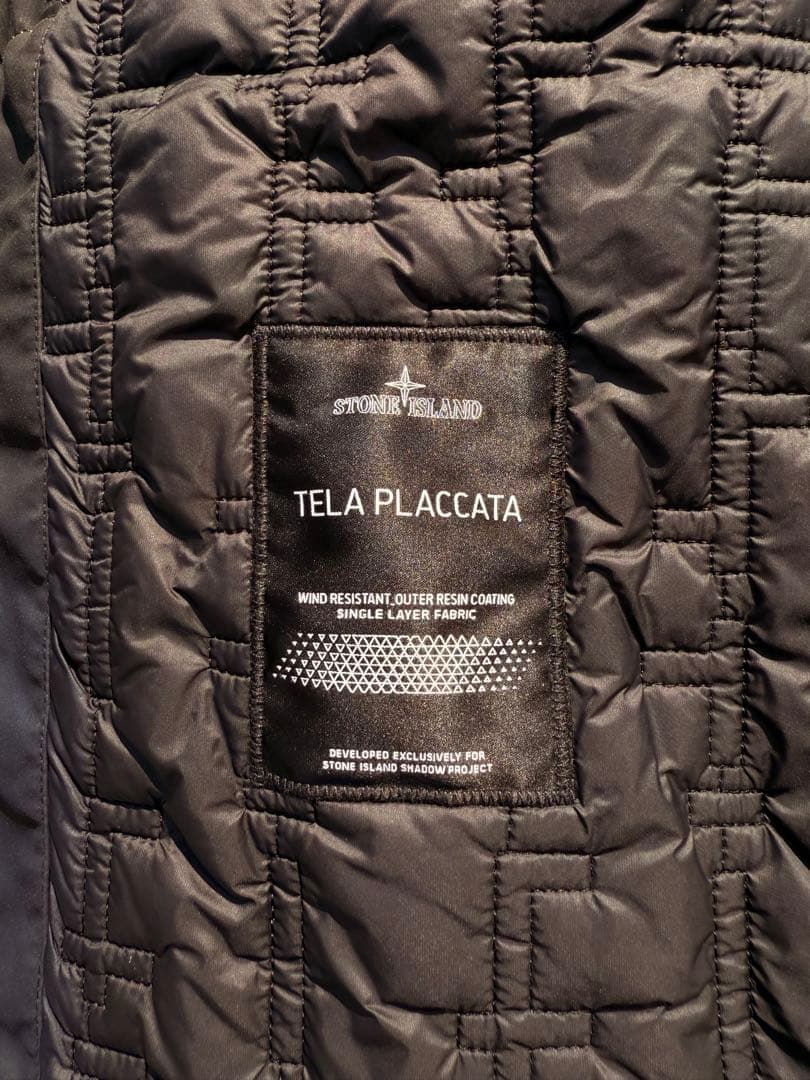 STONE ISLAND
TELA PLACCATA
WIND RESISTANT, OUTER RESIN COATING
SINGLE LAYER FABRIC
DEVELOPED EXCLUSIVELY FOR
STONE ISLAND SHADOW PROJECT